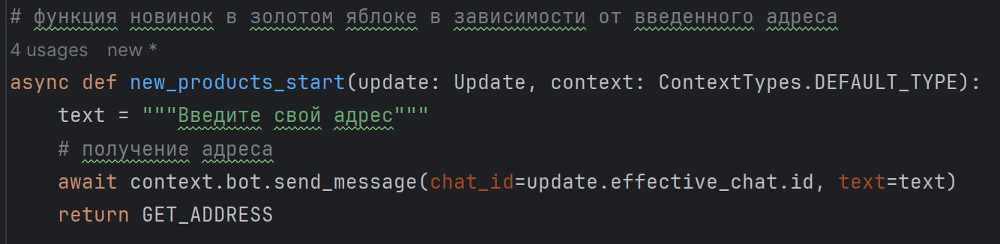 # функция новинок в золотом яблоке в зависимости от введенного адреса
4 usages new *
async def new_products_start(update: Update, context: ContextTypes.DEFAULT_TYPE):
text = """Введите свой адрес"""
# получение адреса
await context.bot.send_message(chat_id=update.effective_chat.id, text=text)
return GET_ADDRESS